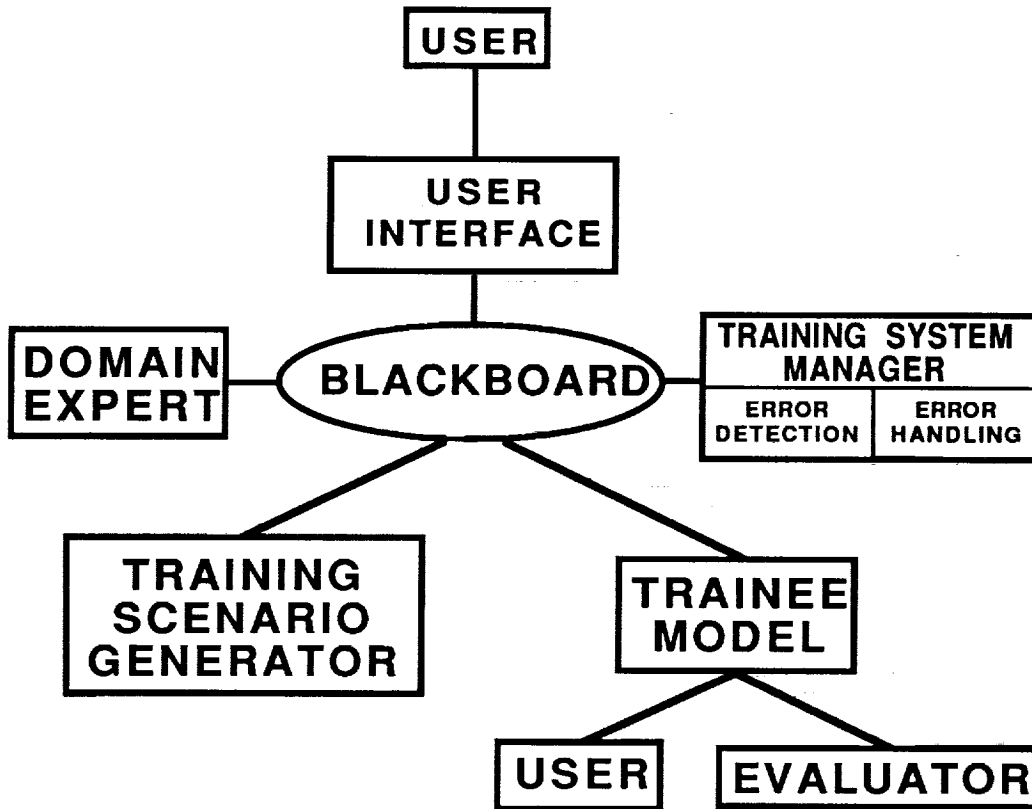 USER
USER
INTERFACE
DOMAIN
EXPERT
BLACKBOARD
TRAINING SYSTEM
MANAGER
ERROR
DETECTION
ERROR
HANDLING
TRAINING
SCENARIO
GENERATOR
TRAINEE
MODEL
USER
EVALUATOR